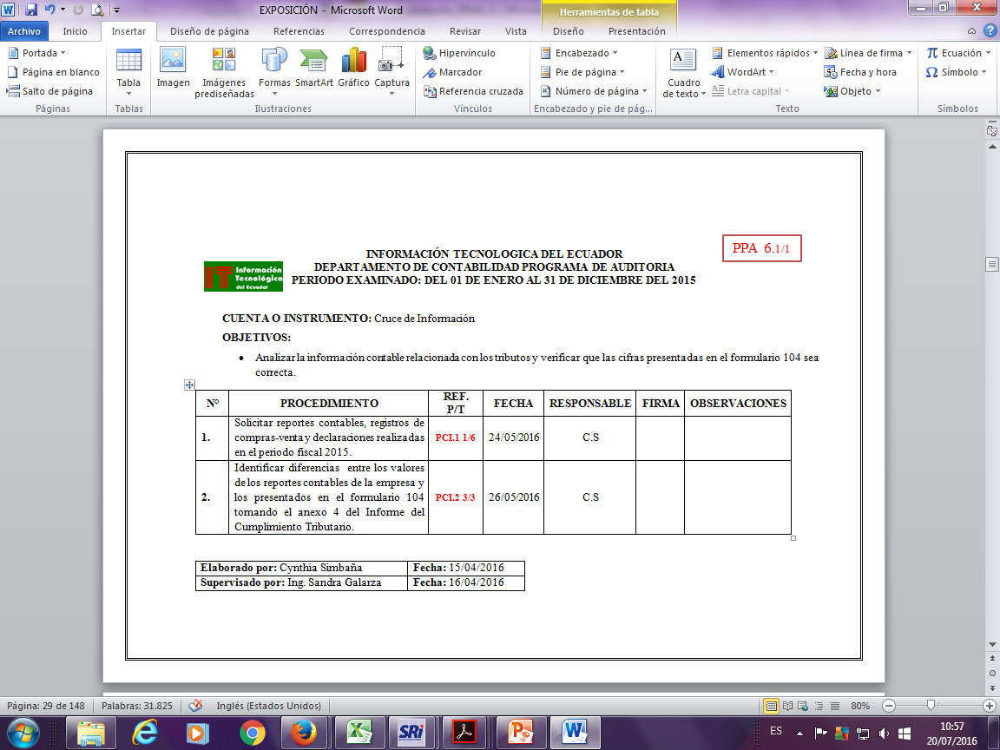 EXPOSICIÓN - Microsoft Word
Herramientas de tabla
Archivo Inicio Insertar Diseño de página Referencias Correspondencia Revisar Vista Diseño Presentación
Portada
Página en blanco
Salto de página
Páginas
Tabla
Tablas
Imagen
Imágenes prediseñadas
Formas
SmartArt
Gráfico
Captura
Ilustraciones
Hipervínculo
Marcador
Referencia cruzada
Vínculos
Encabezado
Pie de página
Número de página
Encabezado y pie de pág...
Cuadro de texto
Elementos rápidos
WordArt
Letra capital
Línea de firma
Fecha y hora
Objeto
Texto
Ecuación
Símbolo
Símbolos
PPA 6.1/1
IT Información
Tecnológica
del Ecuador
INFORMACIÓN TECNOLOGICA DEL ECUADOR
DEPARTAMENTO DE CONTABILIDAD PROGRAMA DE AUDITORIA
PERIODO EXAMINADO: DEL 01 DE ENERO AL 31 DE DICIEMBRE DEL 2015
CUENTA O INSTRUMENTO: Cruce de Información
OBJETIVOS:
• Analizar la información contable relacionada con los tributos y verificar que las cifras presentadas en el formulario 104 sea
correcta.
N° PROCEDIMIENTO REF. P/T FECHA RESPONSABLE FIRMA OBSERVACIONES
Solicitar reportes contables, registros de
1. compras-venta y declaraciones realizadas PCI.1 1/6 24/05/2016 C.S
en el periodo fiscal 2015.
Identificar diferencias entre los valores
de los reportes contables de la empresa y
2. los presentados en el formulario 104 PCI.2 3/3 26/05/2016 C.S
tomando el anexo 4 del Informe del
Cumplimiento Tributario.
Elaborado por: Cynthia Simbaña Fecha: 15/04/2016
Supervisado por: Ing. Sandra Galarza Fecha: 16/04/2016
Página: 29 de 148 Palabras: 31.825 Inglés (Estados Unidos) 80%
SRi
ES
10:57
20/07/2016